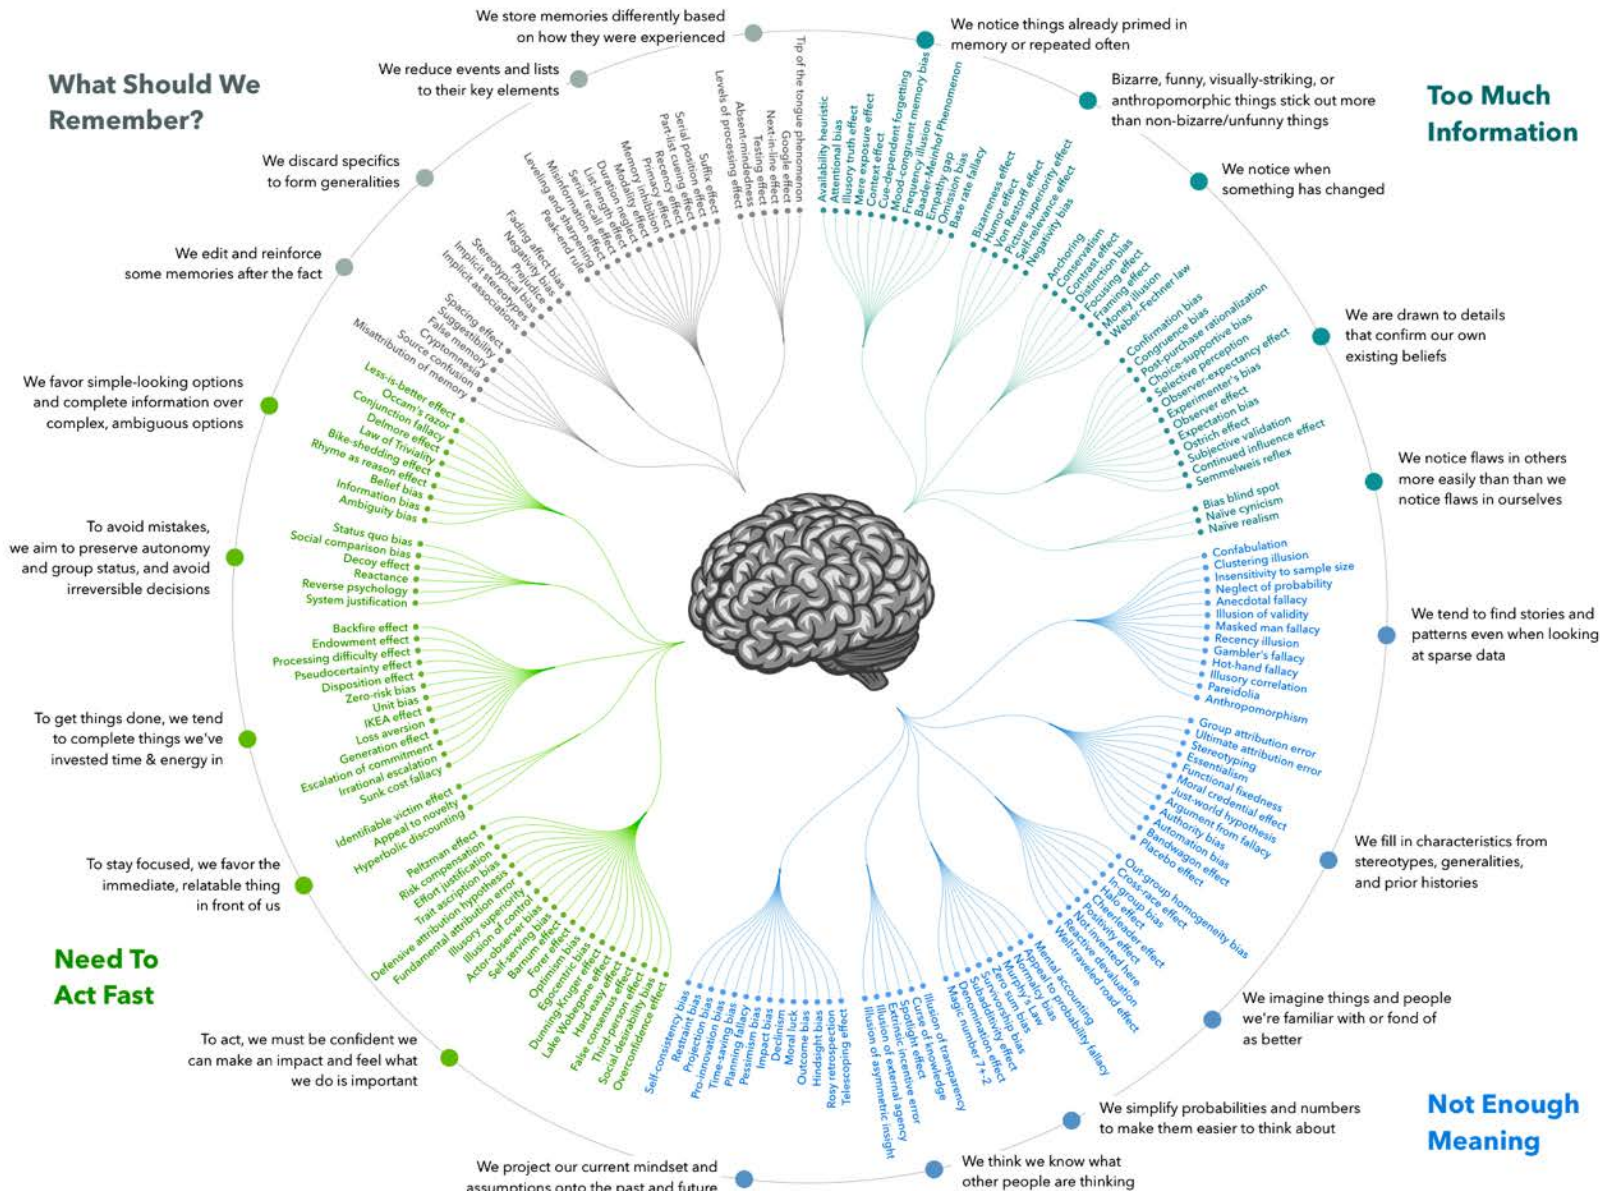 What Should We
Remember?
We store memories differently based
on how they were experienced
We reduce events and lists
to their key elements
We discard specifics
to form generalities
We edit and reinforce
some memories after the fact
Tip of the tongue phenomenon
Google effect
Next-in-line effect
Testing effect
Absent-mindedness
Levels of processing effect
Suffix effect
Serial position effect
Part-list cueing effect
Recency effect
Primacy effect
Memory inhibition
Modality effect
Duration neglect
List-length effect
Serial recall effect
Misinformation effect
Leveling and sharpening
Peak-end rule
Fading affect bias
Negativity bias
Prejudice
Stereotypical bias
Implicit stereotypes
Implicit associations
Spacing effect
Suggestibility
False memory
Cryptomnesia
Source confusion
Misattribution of memory
Too Much
Information
We notice things already primed in
memory or repeated often
Bizarre, funny, visually-striking, or
anthropomorphic things stick out more
than non-bizarre/unfunny things
We notice when
something has changed
We are drawn to details
that confirm our own
existing beliefs
We notice flaws in others
more easily than than we
notice flaws in ourselves
Availability heuristic
Attentional bias
Illusory truth effect
Mere exposure effect
Context effect
Cue-dependent forgetting
Mood-congruent memory bias
Frequency illusion
Baader-Meinhof Phenomenon
Empathy gap
Omission bias
Base rate fallacy
Bizarreness effect
Humor effect
Von Restorff effect
Picture superiority effect
Self-relevance effect
Negativity bias
Anchoring
Conservatism
Contrast effect
Distinction bias
Focusing effect
Framing effect
Money illusion
Weber-Fechner law
Confirmation bias
Congruence bias
Post-purchase rationalization
Choice-supportive bias
Selective perception
Observer-expectancy effect
Experimenter's bias
Observer effect
Expectation bias
Ostrich effect
Subjective validation
Continued influence effect
Semmelweis reflex
Bias blind spot
Naïve cynicism
Naïve realism
Not Enough
Meaning
We tend to find stories and
patterns even when looking
at sparse data
We fill in characteristics from
stereotypes, generalities,
and prior histories
We imagine things and people
we're familiar with or fond of
as better
We simplify probabilities and numbers
to make them easier to think about
We think we know what
other people are thinking
We project our current mindset and
assumptions onto the past and future
Confabulation
Clustering illusion
Insensitivity to sample size
Neglect of probability
Anecdotal fallacy
Illusion of validity
Masked man fallacy
Recency illusion
Gambler's fallacy
Hot-hand fallacy
Illusory correlation
Pareidolia
Anthropomorphism
Group attribution error
Ultimate attribution error
Stereotyping
Essentialism
Functional fixedness
Moral credential effect
Just-world hypothesis
Argument from fallacy
Authority bias
Automation bias
Bandwagon effect
Placebo effect
Out-group homogeneity bias
Cross-race effect
In-group bias
Halo effect
Cheerleader effect
Positivity effect
Not invented here
Reactive devaluation
Well-traveled road effect
Mental accounting
Appeal to probability fallacy
Normalcy bias
Murphy's Law
Zero sum bias
Survivorship bias
Subadditivity effect
Denomination effect
Magic number 7+-2
Illusion of transparency
Curse of knowledge
Spotlight effect
Extrinsic incentive error
Illusion of external agency
Illusion of asymmetric insight
Telescoping effect
Rosy retrospection
Hindsight bias
Outcome bias
Moral luck
Declinism
Impact bias
Pessimism bias
Planning fallacy
Time-saving bias
Pro-innovation bias
Projection bias
Restraint bias
Self-consistency bias
Need To
Act Fast
We favor simple-looking options
and complete information over
complex, ambiguous options
To avoid mistakes,
we aim to preserve autonomy
and group status, and avoid
irreversible decisions
To get things done, we tend
to complete things we've
invested time & energy in
To stay focused, we favor the
immediate, relatable thing
in front of us
To act, we must be confident we
can make an impact and feel what
we do is important
Less-is-better effect
Occam's razor
Conjunction fallacy
Delmore effect
Law of Triviality
Bike-shedding effect
Rhyme as reason effect
Belief bias
Information bias
Ambiguity bias
Status quo bias
Social comparison bias
Decoy effect
Reactance
Reverse psychology
System justification
Backfire effect
Endowment effect
Processing difficulty effect
Pseudocertainty effect
Disposition effect
Zero-risk bias
Unit bias
IKEA effect
Loss aversion
Generation effect
Escalation of commitment
Irrational escalation
Sunk cost fallacy
Identifiable victim effect
Appeal to novelty
Hyperbolic discounting
Peltzman effect
Risk compensation
Effort justification
Trait ascription bias
Defensive attribution hypothesis
Fundamental attribution error
Illusory superiority
Illusion of control
Actor-observer bias
Self-serving bias
Barnum effect
Forer effect
Optimism bias
Egocentric bias
Dunning-Kruger effect
Lake Wobegone effect
Hard-easy effect
False consensus effect
Third-person effect
Social desirability bias
Overconfidence effect